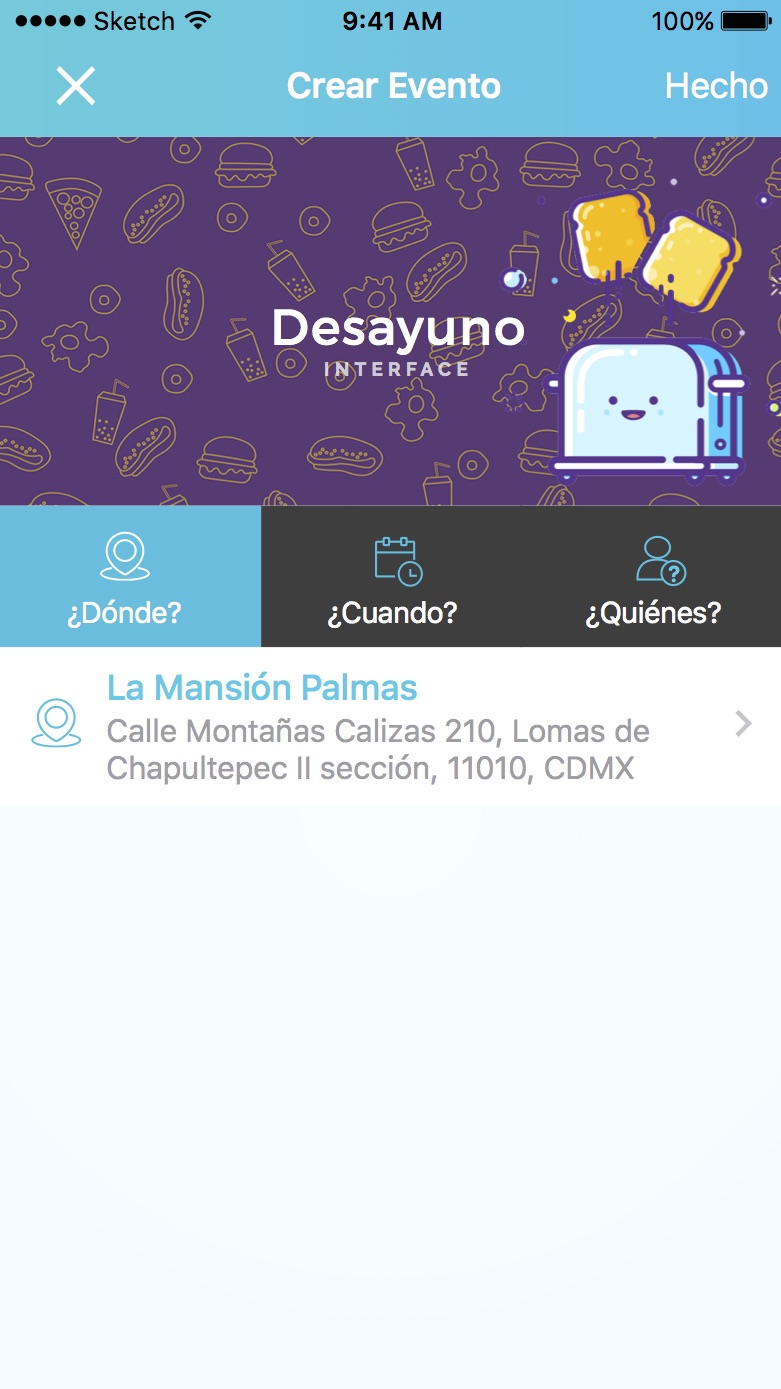 Sketch 9:41 AM 100%
Crear Evento Hecho
Desayuno
INTERFACE
¿Dónde? ¿Cuando? ¿Quiénes?
La Mansión Palmas
Calle Montañas Calizas 210, Lomas de
Chapultepec II sección, 11010, CDMX